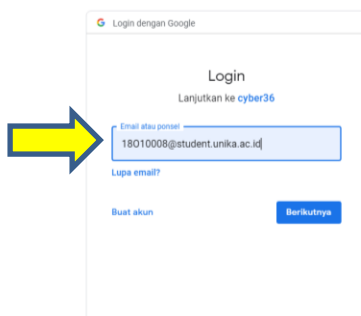 Login dengan Google
Login
Lanjutkan ke cyber36
Email atau ponsel
18O10008@student.unika.ac.id
Lupa email?
Buat akun Berikutnya